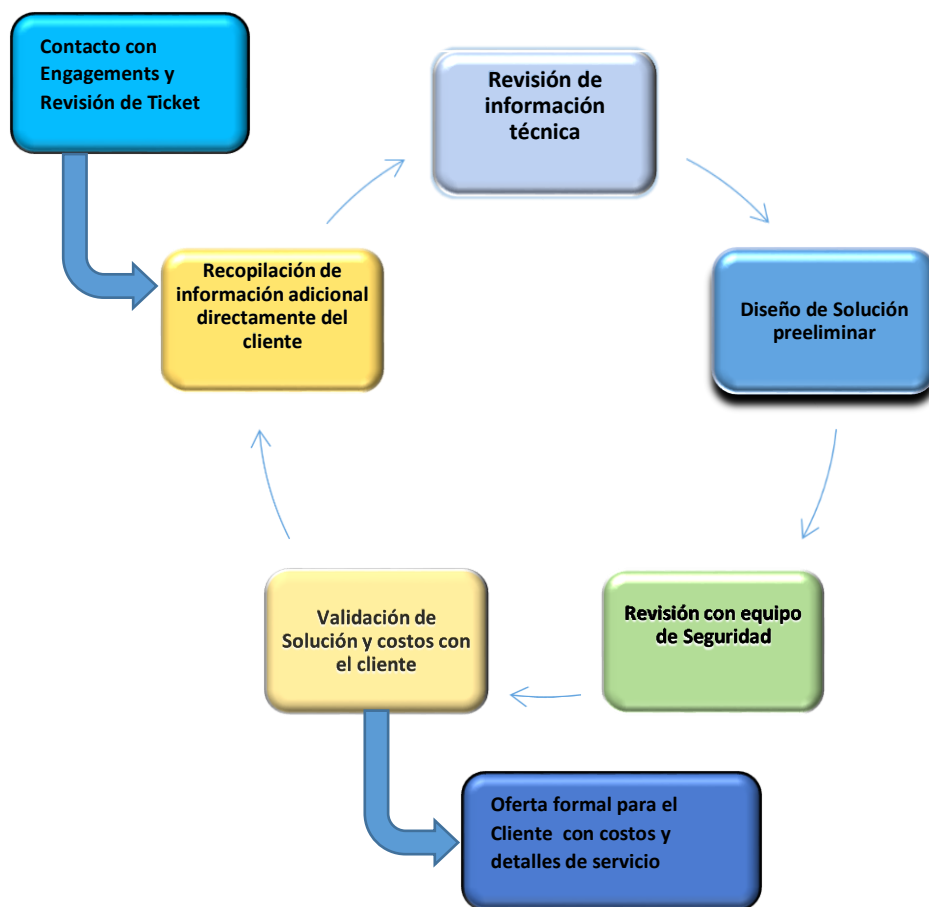 Contacto con
Engagements y
Revisión de Ticket
Revisión de
información
técnica
Recopilación de
información adicional
directamente del
cliente
Diseño de Solución
preeliminar
Validación de
Solución y costos con
el cliente
Revisión con equipo
de Seguridad
Oferta formal para el
Cliente con costos y
detalles de servicio